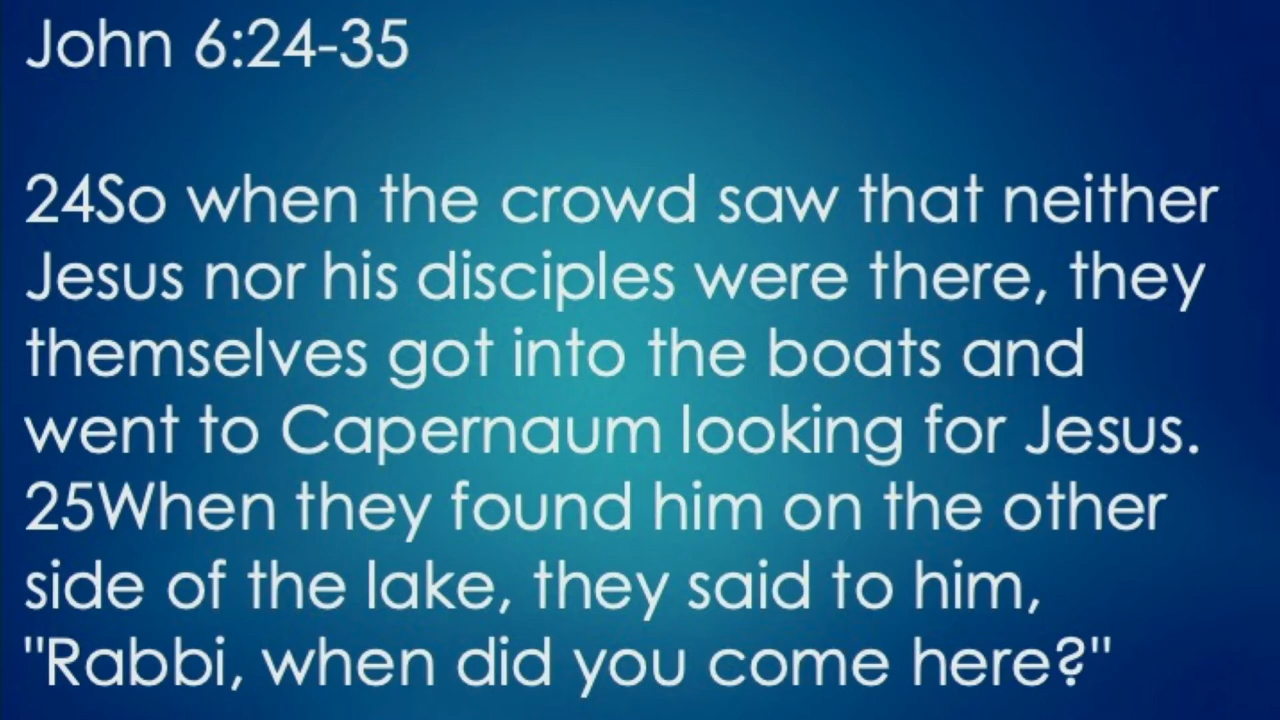 John 6:24-35
24So when the crowd saw that neither
Jesus nor his disciples were there, they
themselves got into the boats and
went to Capernaum looking for Jesus.
25When they found him on the other
side of the lake, they said to him,
"Rabbi, when did you come here?"